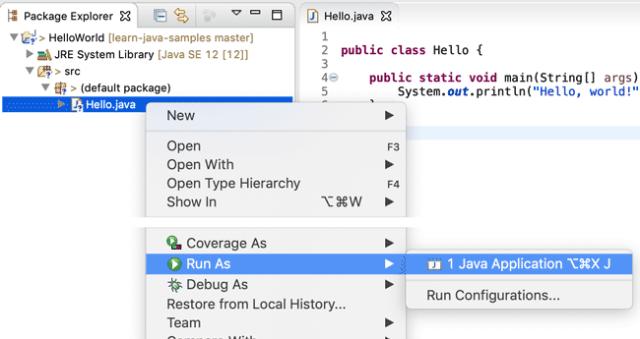 Package Explorer
HelloWorld [learn-java-samples master]
JRE System Library [Java SE 12 [12]]
src
(default package)
Hello.java
Hello.java
1
2 public class Hello {
3
4 public static void main(String[] args)
5 System.out.println("Hello, world!"
New
Open F3
Open With
Open Type Hierarchy F4
Show In ⌥⌘W
Coverage As
Run As
Debug As
Restore from Local History...
Team
1 Java Application ⌥⌘X J
Run Configurations...